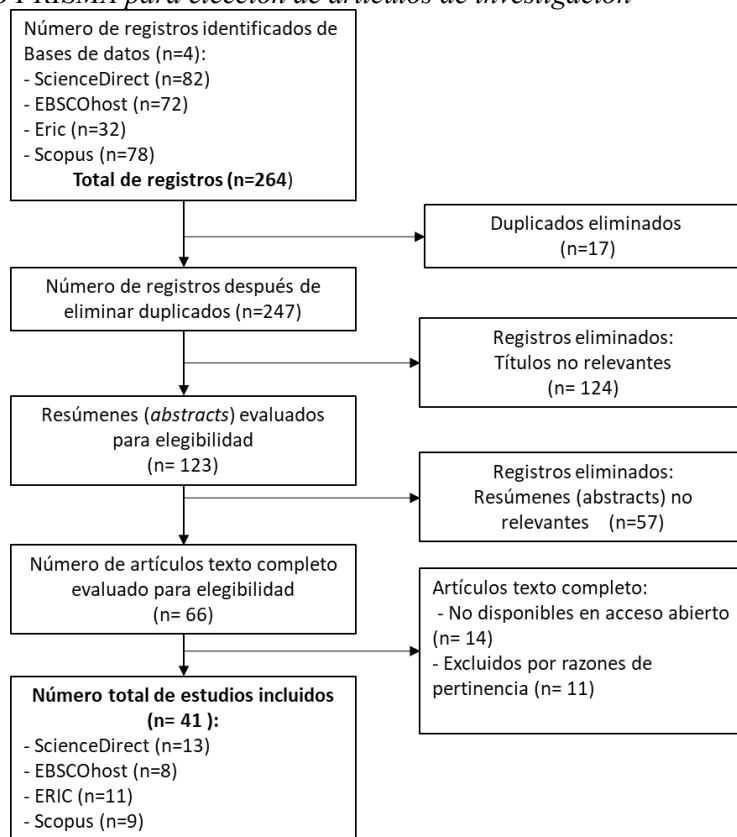 PRISMA para elección de artículos de investigación
Número de registros identificados de
Bases de datos (n=4):
- ScienceDirect (n=82)
- EBSCOhost (n=72)
- Eric (n=32)
- Scopus (n=78)
Total de registros (n=264)
Duplicados eliminados
(n=17)
Número de registros después de
eliminar duplicados (n=247)
Registros eliminados:
Títulos no relevantes
(n= 124)
Resúmenes (abstracts) evaluados
para elegibilidad
(n= 123)
Registros eliminados:
Resúmenes (abstracts) no
relevantes (n=57)
Número de artículos texto completo
evaluado para elegibilidad
(n= 66)
Artículos texto completo:
- No disponibles en acceso abierto
(n= 14)
- Excluidos por razones de
pertinencia (n= 11)
Número total de estudios incluidos
(n= 41 ):
- ScienceDirect (n=13)
- EBSCOhost (n=8)
- ERIC (n=11)
- Scopus (n=9)